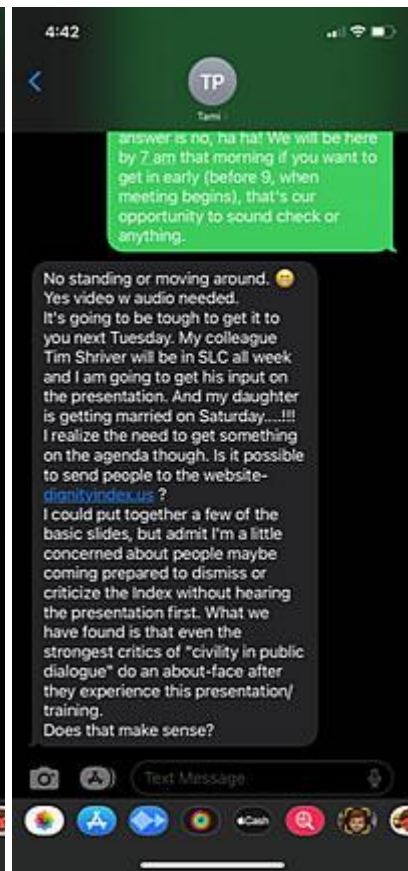 4:42
TP
Tami
answer is no, ha ha! We will be here
by 7 am that morning if you want to
get in early (before 9, when
meeting begins), that's our
opportunity to sound check or
anything.
No standing or moving around. 😁
Yes video w audio needed.
It's going to be tough to get it to
you next Tuesday. My colleague
Tim Shriver will be in SLC all week
and I am going to get his input on
the presentation. And my daughter
is getting married on Saturday....!!!
I realize the need to get something
on the agenda though. Is it possible
to send people to the website-
dignityindex.us ?
I could put together a few of the
basic slides, but admit I'm a little
concerned about people maybe
coming prepared to dismiss or
criticize the Index without hearing
the presentation first. What we
have found is that even the
strongest critics of "civility in public
dialogue" do an about-face after
they experience this presentation/
training.
Does that make sense?
Text Message
Cash